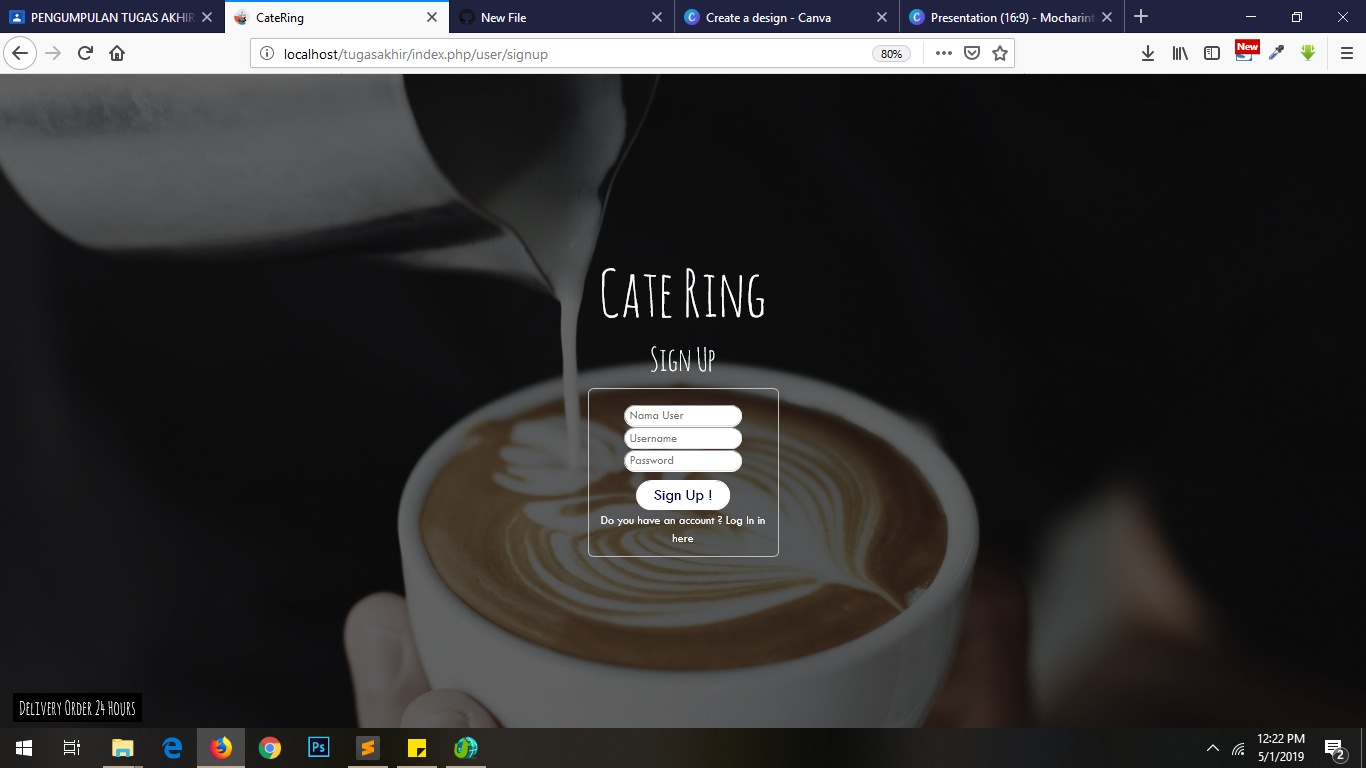 PENGUMPULAN TUGAS AKHIR
CateRing
New File
Create a design - Canva
Presentation (16:9) - Mocharint
localhost/tugasakhir/index.php/user/signup
80%
New
Cate Ring
Sign Up
Nama User
Username
Password
Sign Up !
Do you have an account ? Log In in
here
Delivery Order 24 Hours
Ps
12:22 PM
5/1/2019
2